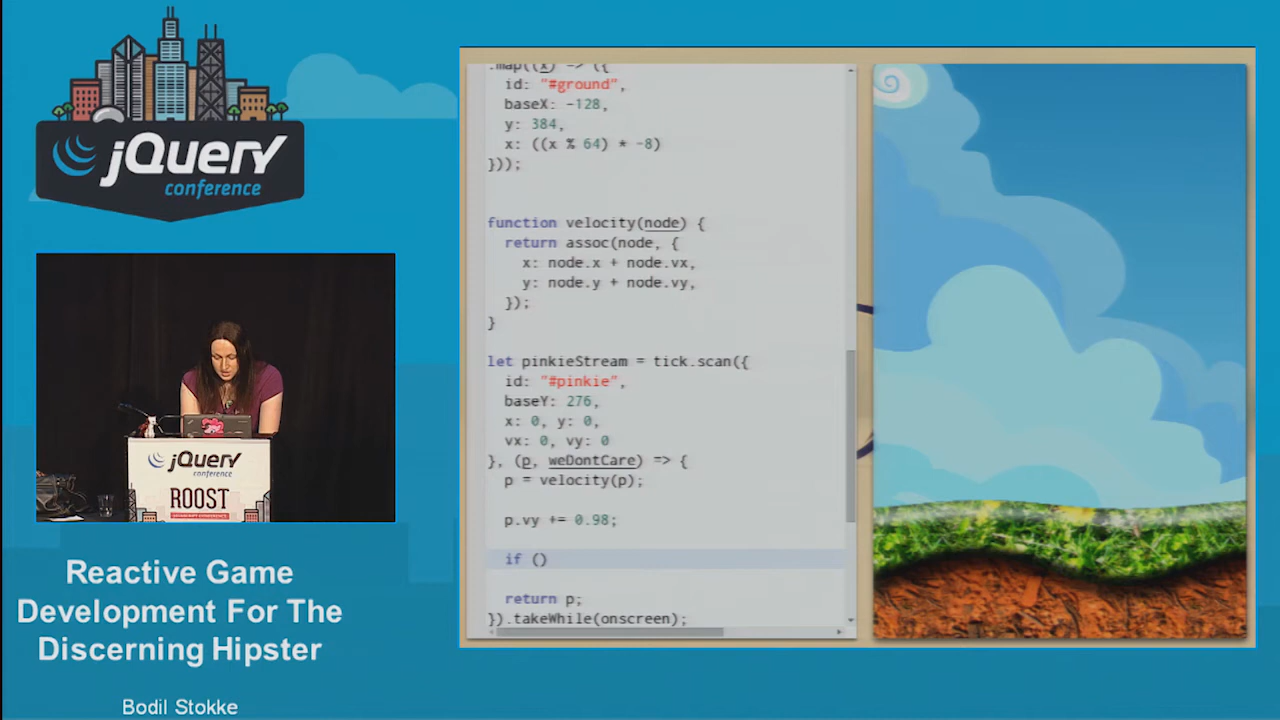 jQuery
conference
jQuery
conference
ROOST
Reactive Game
Development For The
Discerning Hipster
Bodil Stokke
.map((x) => ({
id: "#ground",
baseX: -128,
y: 384,
x: ((x % 64) * -8)
}));
function velocity(node) {
return assoc(node, {
x: node.x + node.vx,
y: node.y + node.vy,
});
}
let pinkieStream = tick.scan({
id: "#pinkie",
baseY: 276,
x: 0, y: 0,
vx: 0, vy: 0
}, (p, weDontCare) => {
p = velocity(p);
p.vy += 0.98;
if ()
return p;
}).takeWhile(onscreen);